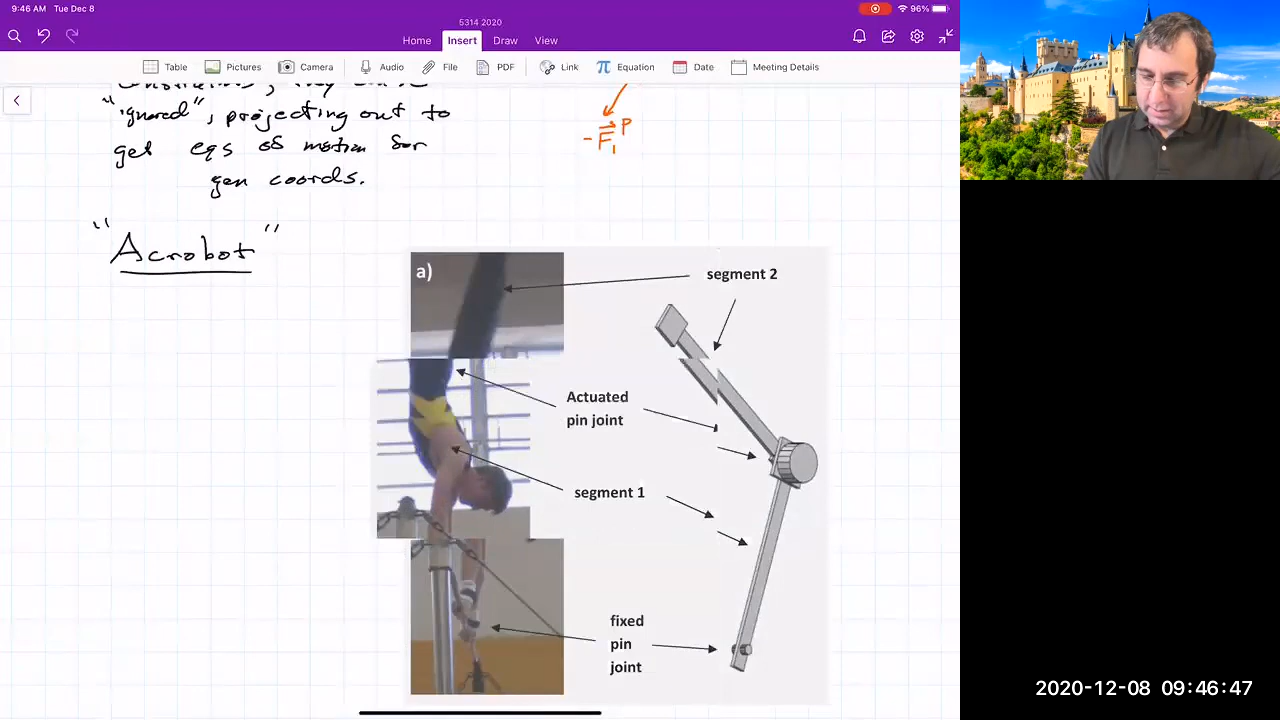 9:46 AM Tue Dec 8
96%
5314 2020
Home Insert Draw View
Table Pictures Camera Audio File PDF Link Equation Date Meeting Details
"ignored", projecting out to
get eqs of motion for
gen coords.
-F₁ᴾ
"Acrobot"
a)
segment 2
Actuated
pin joint
segment 1
fixed
pin
joint
2020-12-08 09:46:47